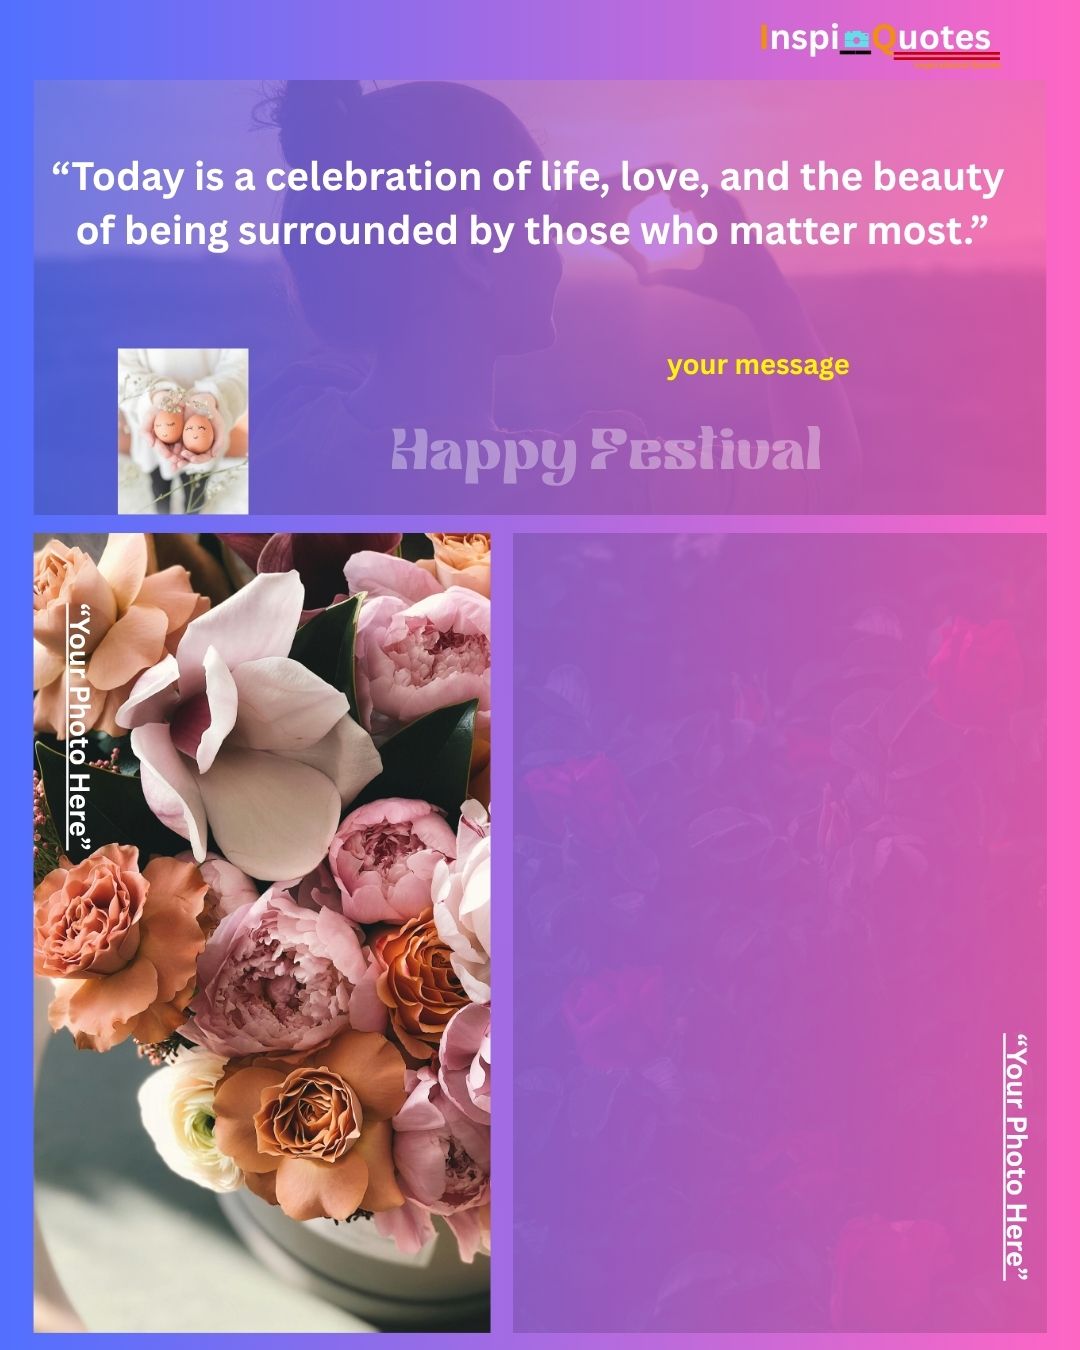 InspiQuotes
“Today is a celebration of life, love, and the beauty
of being surrounded by those who matter most.”
your message
Happy Festival
“Your Photo Here”
“Your Photo Here”